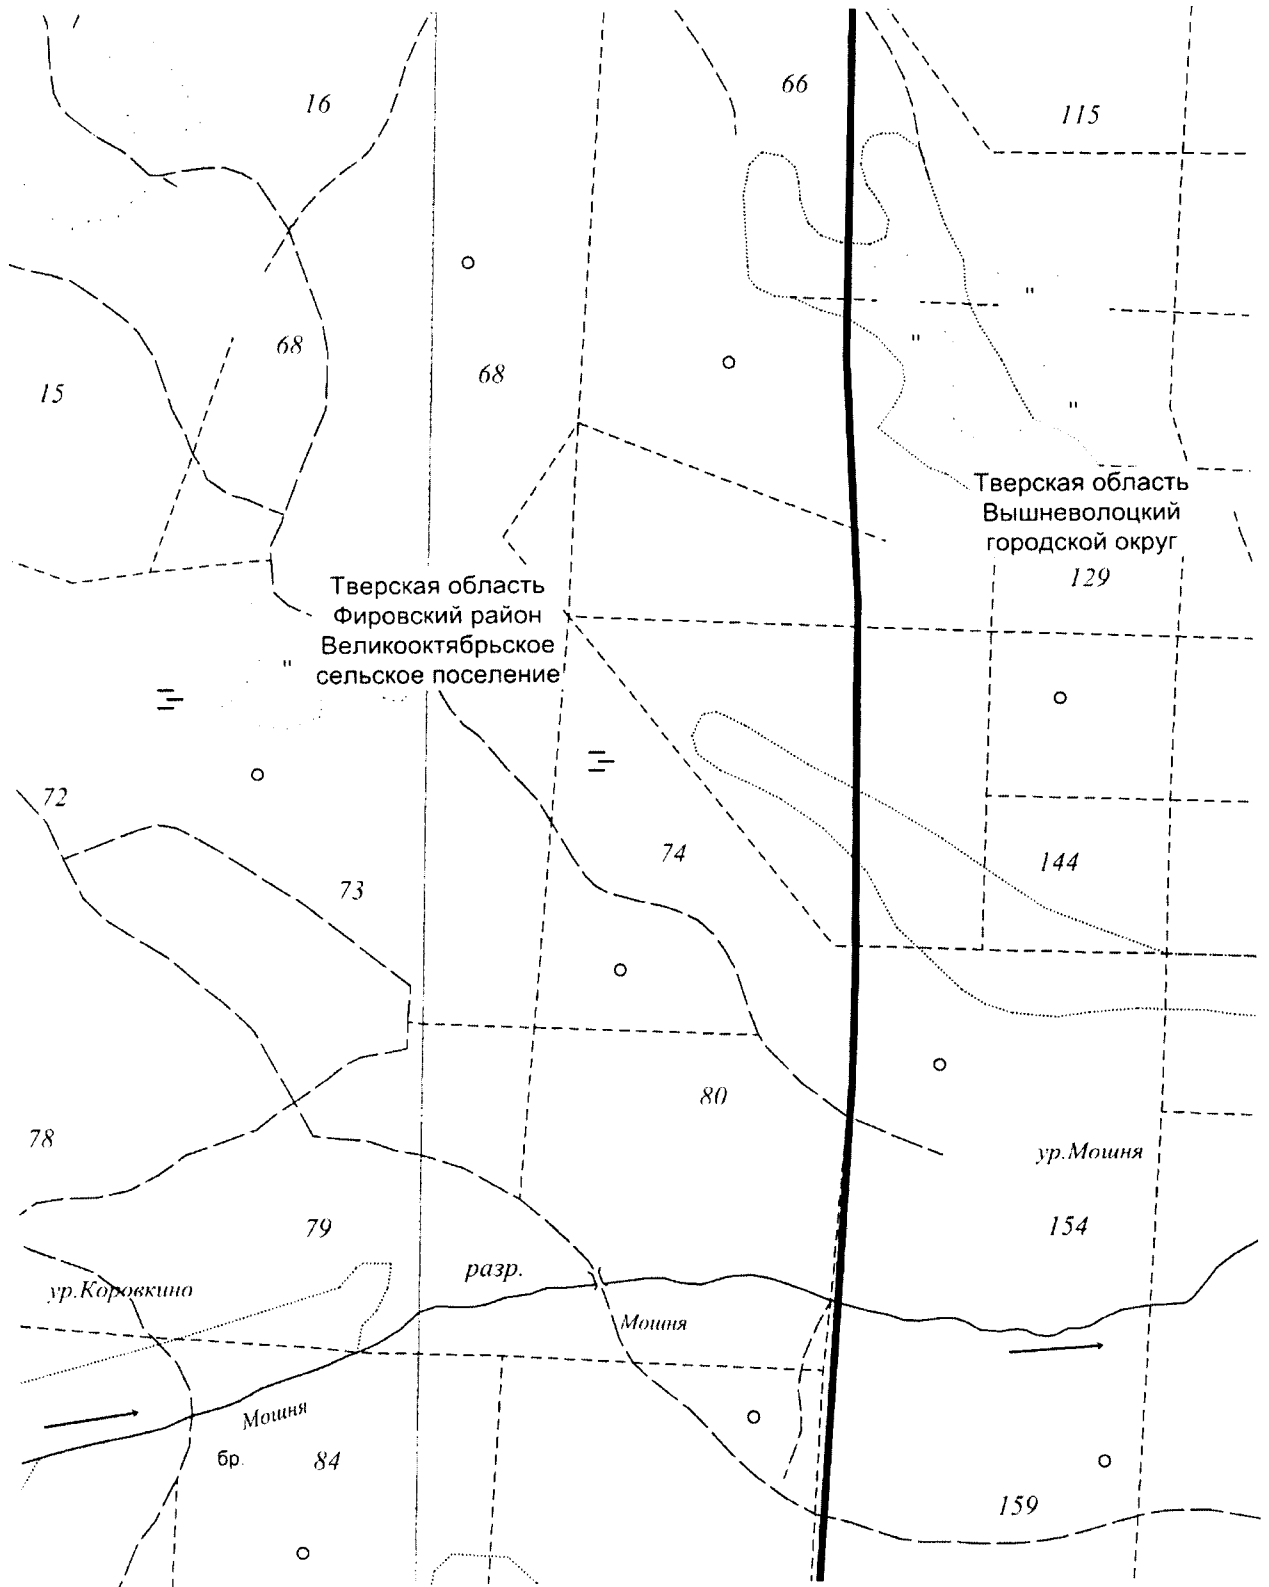 16
66
115
68
15
68
Тверская область
Вышневолоцкий
городской округ
129
Тверская область
Фировский район
Великооктябрьское
сельское поселение
72
73
74
144
80
78
ур.Мошня
79
154
разр.
ур.Коровкино
Мошня
Мошня
бр.
84
159